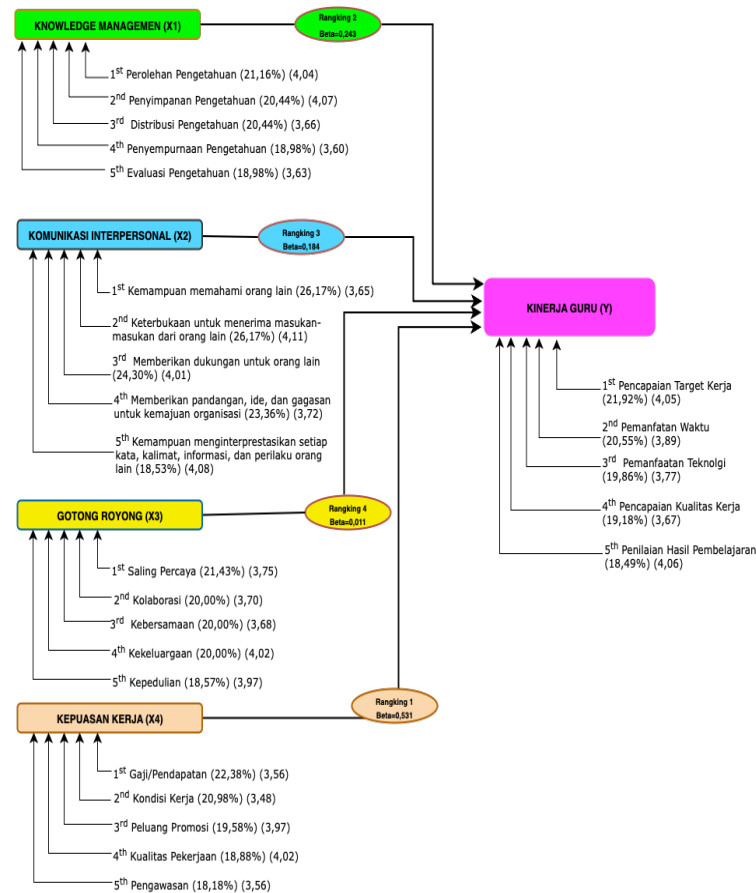 KNOWLEDGE MANAGEMEN (X1)
Rangking 2
Beta=0,243
1st Perolehan Pengetahuan (21,16%) (4,04)
2nd Penyimpanan Pengetahuan (20,44%) (4,07)
3rd Distribusi Pengetahuan (20,44%) (3,66)
4th Penyempurnaan Pengetahuan (18,98%) (3,60)
5th Evaluasi Pengetahuan (18,98%) (3,63)
KOMUNIKASI INTERPERSONAL (X2)
Rangking 3
Beta=0,184
1st Kemampuan memahami orang lain (26,17%) (3,65)
2nd Keterbukaan untuk menerima masukan-
masukan dari orang lain (26,17%) (4,11)
3rd Memberikan dukungan untuk orang lain
(24,30%) (4,01)
4th Memberikan pandangan, ide, dan gagasan
untuk kemajuan organisasi (23,36%) (3,72)
5th Kemampuan menginterprestasikan setiap
kata, kalimat, informasi, dan perilaku orang
lain (18,53%) (4,08)
GOTONG ROYONG (X3)
Rangking 4
Beta=0,011
1st Saling Percaya (21,43%) (3,75)
2nd Kolaborasi (20,00%) (3,70)
3rd Kebersamaan (20,00%) (3,68)
4th Kekeluargaan (20,00%) (4,02)
5th Kepedulian (18,57%) (3,97)
KEPUASAN KERJA (X4)
Rangking 1
Beta=0,531
1st Gaji/Pendapatan (22,38%) (3,56)
2nd Kondisi Kerja (20,98%) (3,48)
3rd Peluang Promosi (19,58%) (3,97)
4th Kualitas Pekerjaan (18,88%) (4,02)
5th Pengawasan (18,18%) (3,56)
KINERJA GURU (Y)
1st Pencapaian Target Kerja
(21,92%) (4,05)
2nd Pemanfatan Waktu
(20,55%) (3,89)
3rd Pemanfaatan Teknolgi
(19,86%) (3,77)
4th Pencapaian Kualitas Kerja
(19,18%) (3,67)
5th Penilaian Hasil Pembelajaran
(18,49%) (4,06)